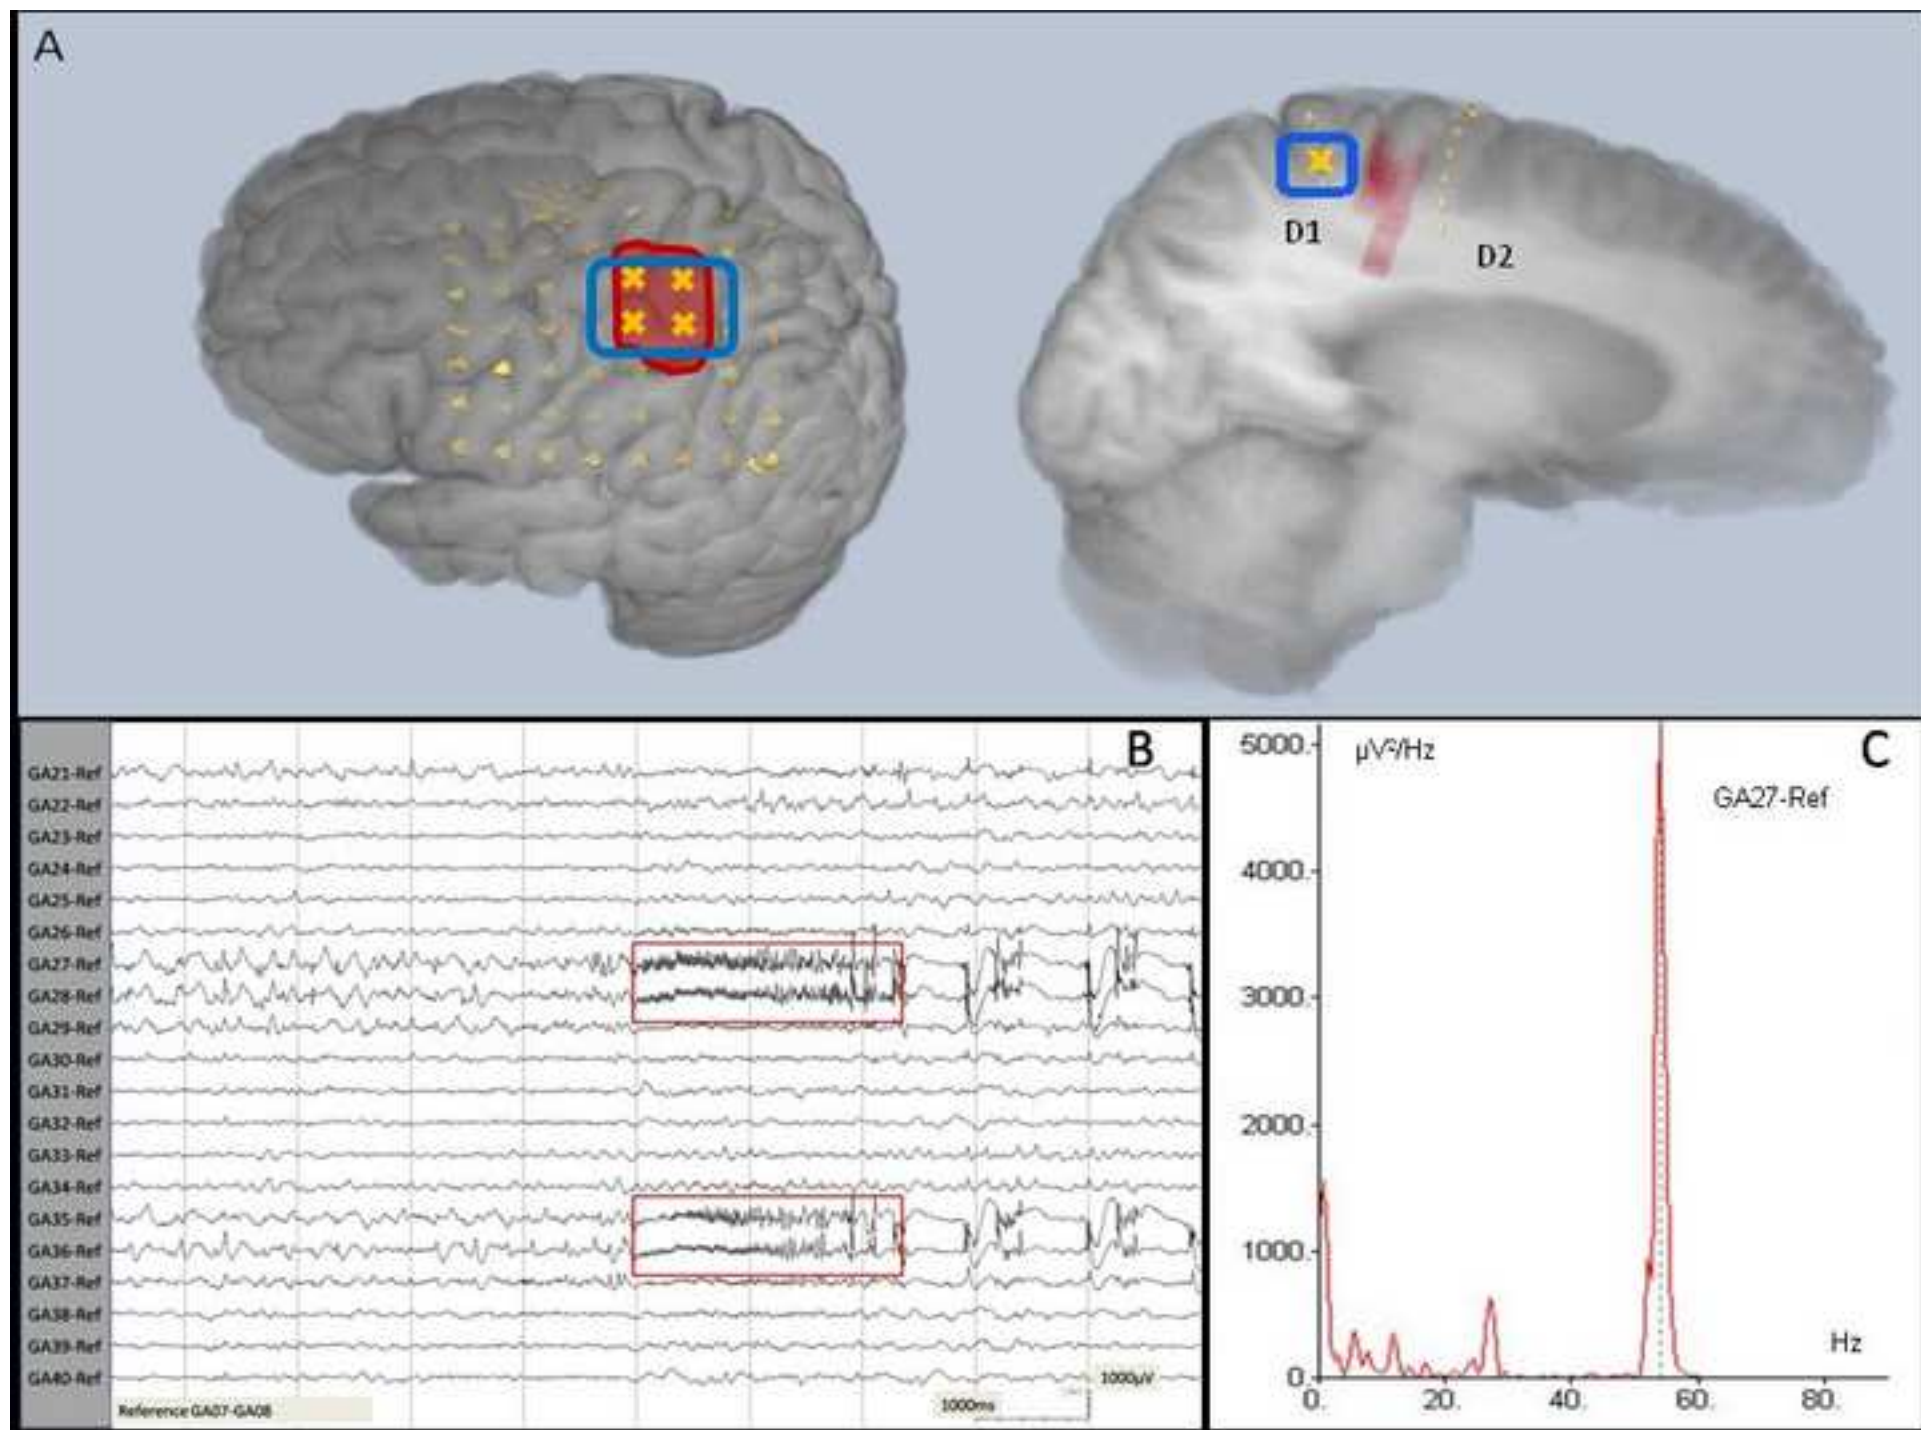 A
D1
D2
B
GA21-Ref
GA22-Ref
GA23-Ref
GA24-Ref
GA25-Ref
GA26-Ref
GA27-Ref
GA28-Ref
GA29-Ref
GA30-Ref
GA31-Ref
GA32-Ref
GA33-Ref
GA34-Ref
GA35-Ref
GA36-Ref
GA37-Ref
GA38-Ref
GA39-Ref
GA40-Ref
1000µV
1000ms
Reference GA07-GA08
C
µV²/Hz
GA27-Ref
5000.
4000.
3000.
2000.
1000.
0.
Hz
0. 20. 40. 60. 80.